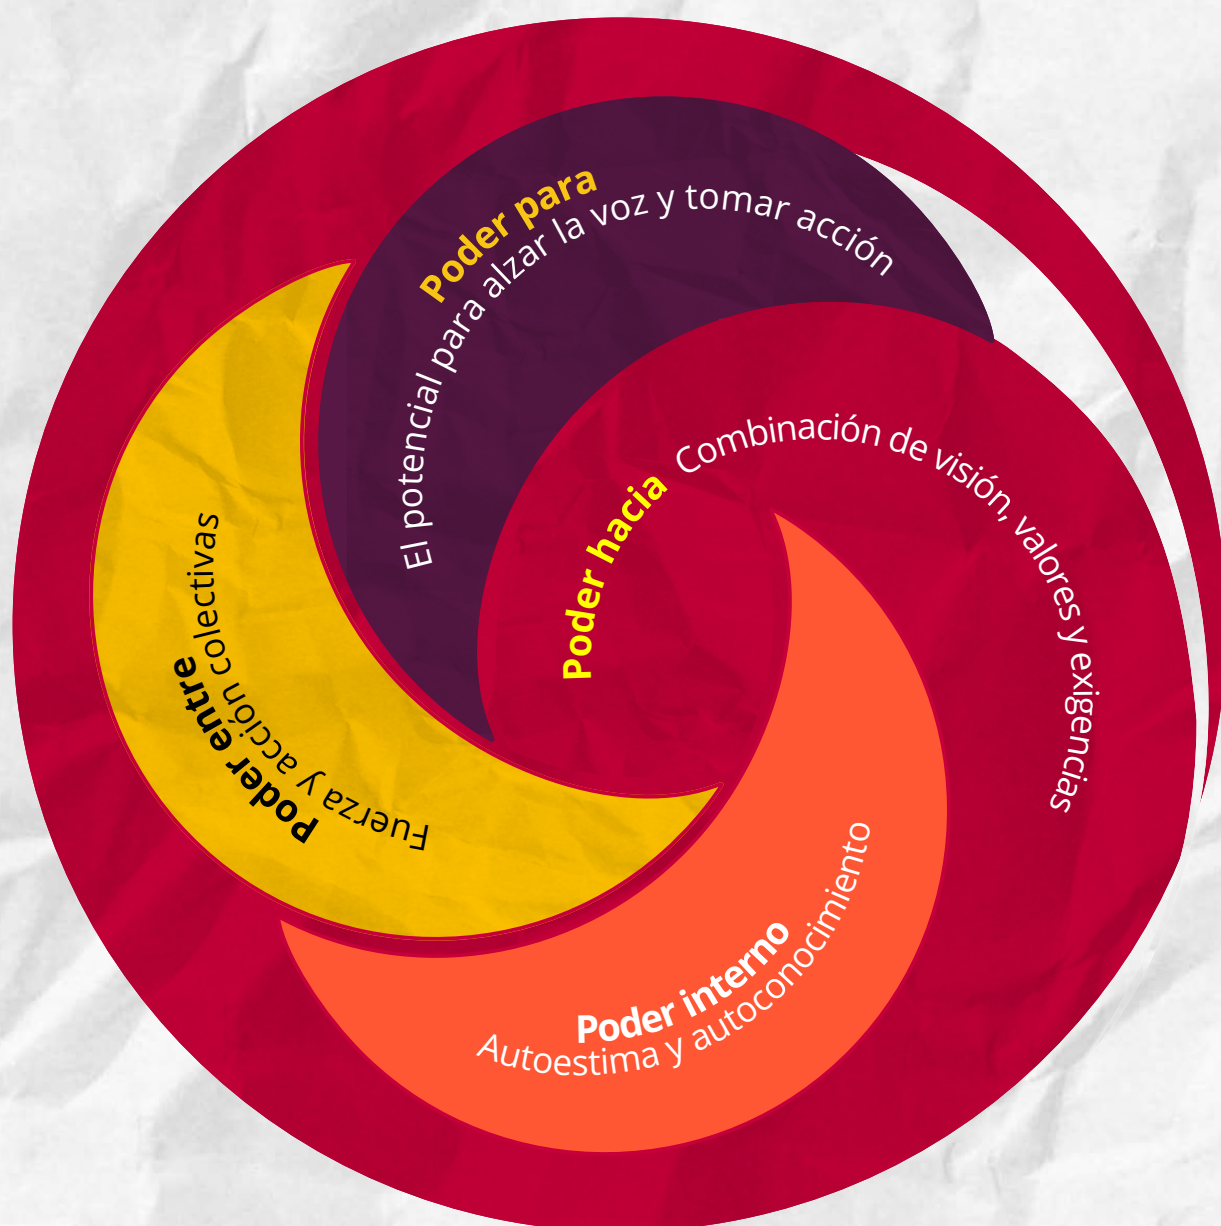 Poder para
El potencial para alzar la voz y tomar acción
Poder hacia
Combinación de visión, valores y exigencias
Poder entre
Fuerza y acción colectivas
Poder interno
Autoestima y autoconocimiento